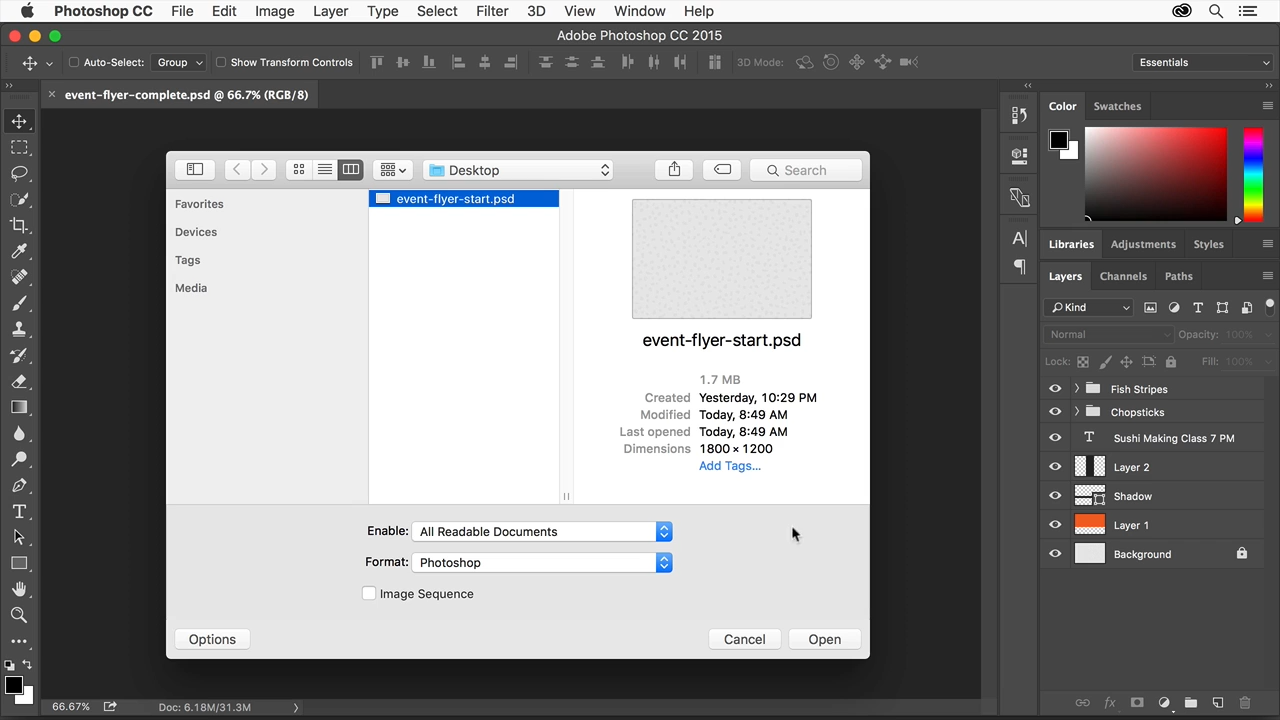 Photoshop CC File Edit Image Layer Type Select Filter 3D View Window Help
Adobe Photoshop CC 2015
Auto-Select: Group Show Transform Controls 3D Mode: Essentials
× event-flyer-complete.psd @ 66.7% (RGB/8)
Color Swatches
Desktop
Search
Favorites
Devices
Tags
Media
event-flyer-start.psd
event-flyer-start.psd
1.7 MB
Created Yesterday, 10:29 PM
Modified Today, 8:49 AM
Last opened Today, 8:49 AM
Dimensions 1800 × 1200
Add Tags...
Enable: All Readable Documents
Format: Photoshop
Image Sequence
Options
Cancel
Open
Libraries Adjustments Styles
Layers Channels Paths
Kind
Normal Opacity: 100%
Lock: Fill: 100%
Fish Stripes
Chopsticks
Sushi Making Class 7 PM
Layer 2
Shadow
Layer 1
Background
66.67% Doc: 6.18M/31.3M